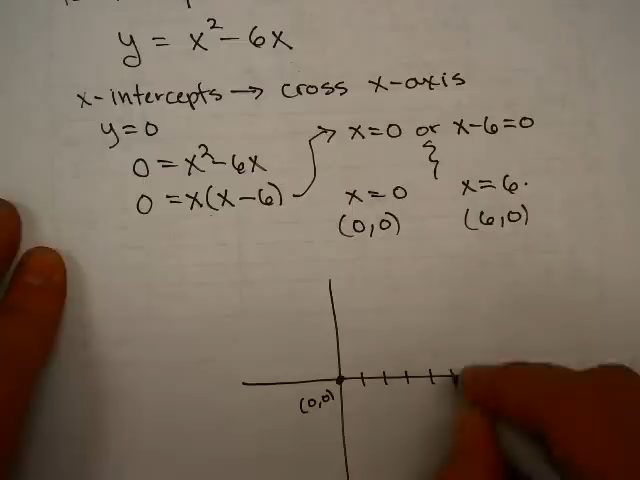 y = x² - 6x
x-intercepts → cross x-axis
y = 0
0 = x² - 6x
0 = x(x - 6)
x = 0 or x - 6 = 0
x = 0
x = 6.
(0,0)
(6,0)
(0,0)